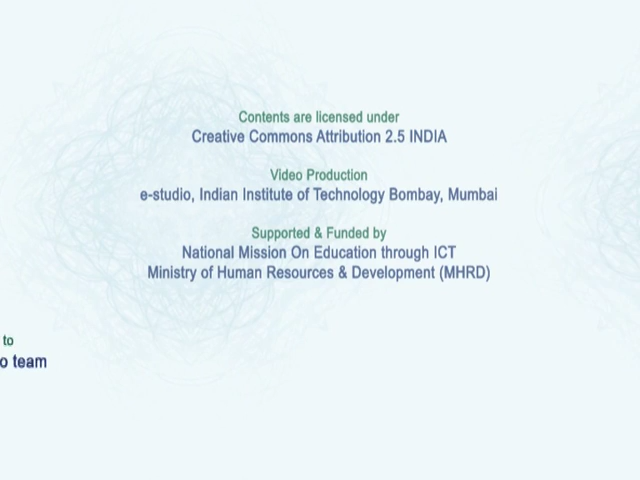 Contents are licensed under
Creative Commons Attribution 2.5 INDIA
Video Production
e-studio, Indian Institute of Technology Bombay, Mumbai
Supported & Funded by
National Mission On Education through ICT
Ministry of Human Resources & Development (MHRD)
to
team